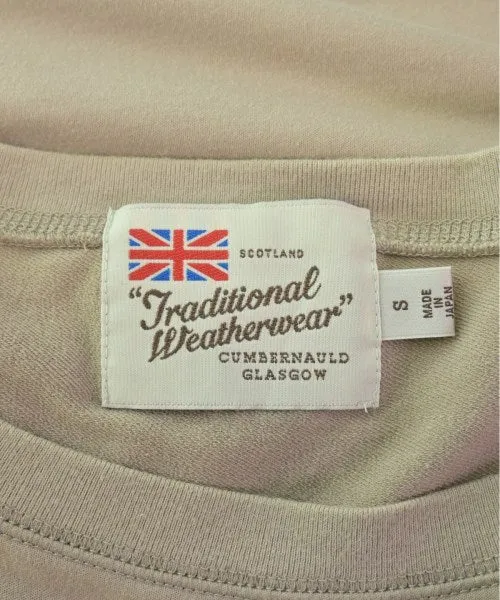 SCOTLAND
"Traditional
Weatherwear"
CUMBERNAULD
GLASGOW
S
MADE
IN
JAPAN